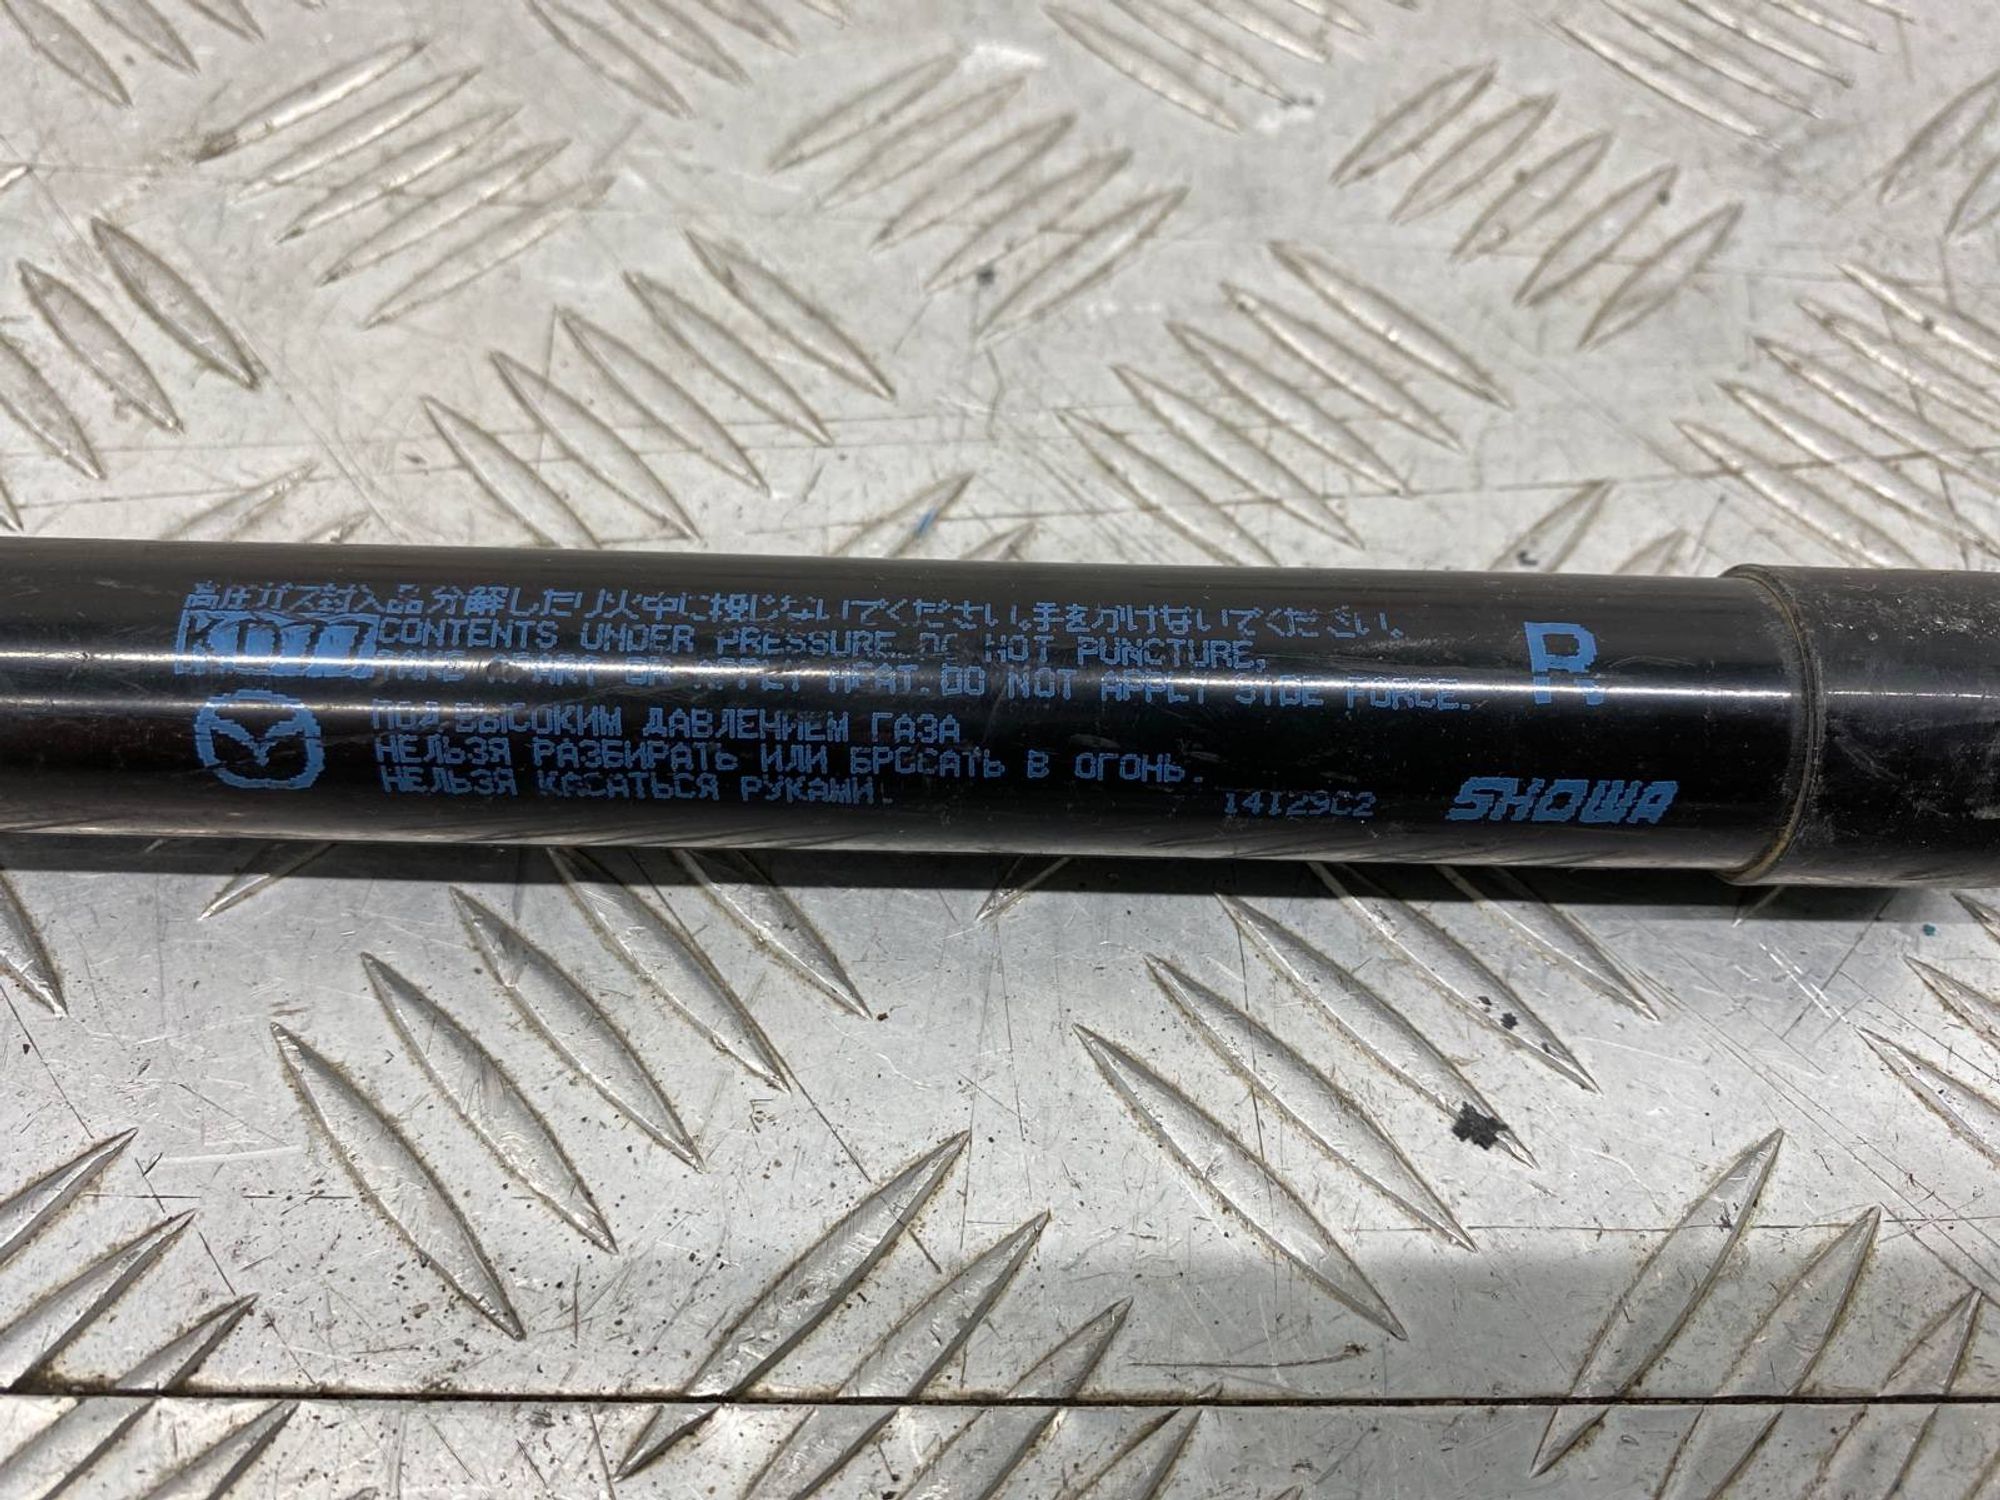 高圧ガス封入品分解したり火中に投じないでください。手をかけないでください。
CONTENTS UNDER PRESSURE.DO NOT PUNCTURE,
OR APPLY HEAT.DO NOT APPLY SIDE FORCE.
ПОД ВЫСОКИМ ДАВЛЕНИЕМ ГАЗА
НЕЛЬЗЯ РАЗБИРАТЬ ИЛИ БРОСАТЬ В ОГОНЬ.
НЕЛЬЗЯ КАСАТЬСЯ РУКАМИ.
R
14I29C2
SHOWA